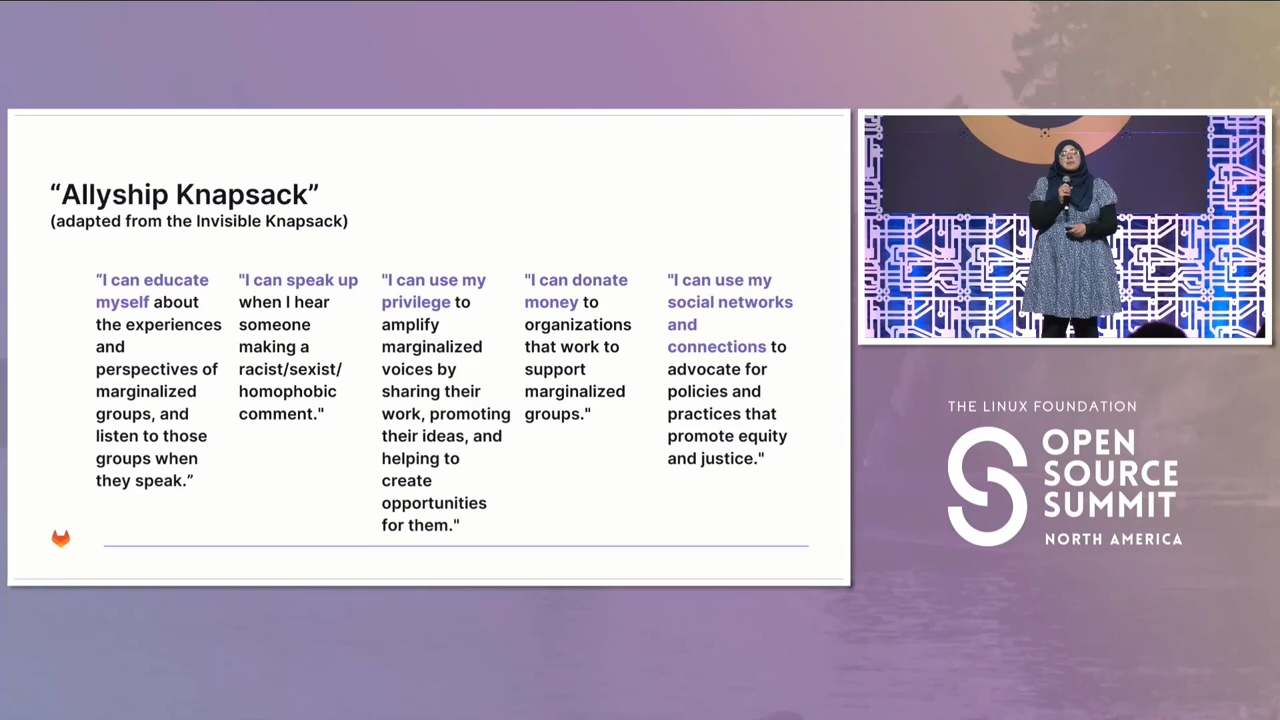 “Allyship Knapsack”
(adapted from the Invisible Knapsack)
“I can educate
myself about
the experiences
and
perspectives of
marginalized
groups, and
listen to those
groups when
they speak.”
"I can speak up
when I hear
someone
making a
racist/sexist/
homophobic
comment."
"I can use my
privilege to
amplify
marginalized
voices by
sharing their
work, promoting
their ideas, and
helping to
create
opportunities
for them."
"I can donate
money to
organizations
that work to
support
marginalized
groups."
"I can use my
social networks
and
connections to
advocate for
policies and
practices that
promote equity
and justice."
THE LINUX FOUNDATION
OPEN
SOURCE
SUMMIT
NORTH AMERICA